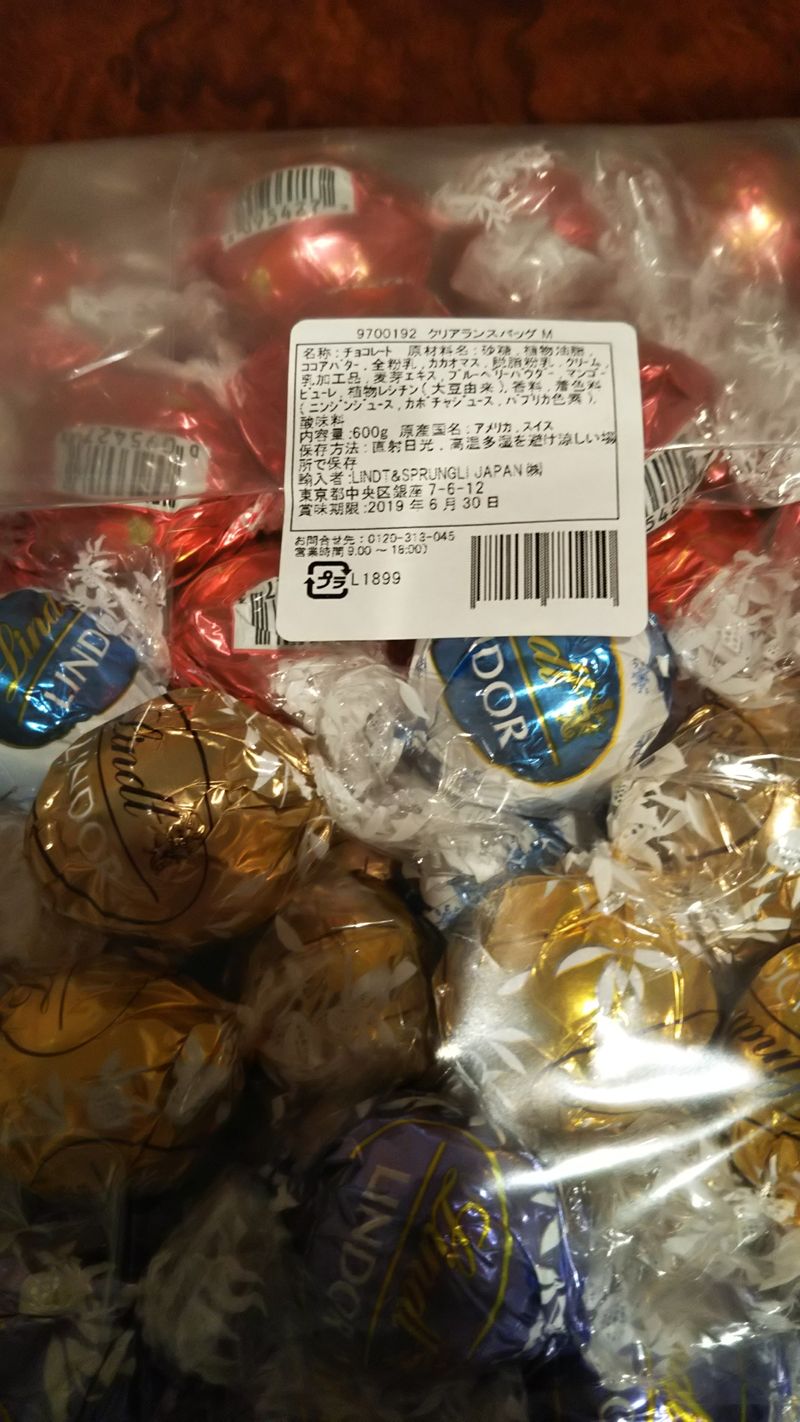 095427
9700192 クリアランスバッグ M
名称:チョコレート 原材料名:砂糖,植物油脂,
ココアバター,全粉乳,カカオマス,脱脂粉乳,クリーム,
乳加工品,麦芽エキス,ブルーベリーパウダー,マンゴー
ピューレ,植物レシチン(大豆由来),香料,着色料
(ニンジンジュース,カボチャジュース,パプリカ色素),
酸味料
内容量:600g 原産国名:アメリカ,スイス
保存方法:直射日光,高温多湿を避け涼しい場
所で保存
輸入者:LINDT&SPRUNGLI JAPAN㈱
東京都中央区銀座7-6-12
賞味期限:2019年6月30日
095427
お問合せ先:0120-313-045
営業時間9:00~18:00)
プラ L1899
Lindt
LINDOR
DOR
Lindt
LINDOR
Lindt
LINDOR